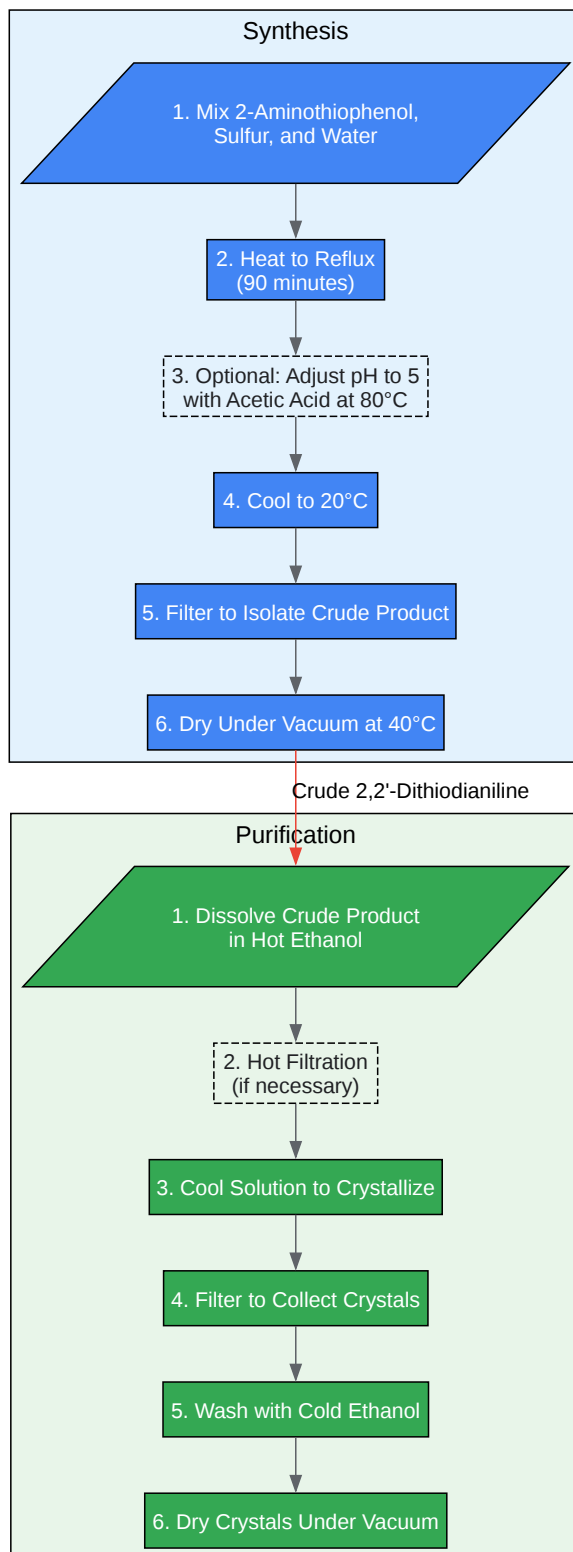 Synthesis
1. Mix 2-Aminothiophenol,
Sulfur, and Water
2. Heat to Reflux
(90 minutes)
3. Optional: Adjust pH to 5
with Acetic Acid at 80°C
4. Cool to 20°C
5. Filter to Isolate Crude Product
6. Dry Under Vacuum at 40°C
Crude 2,2'-Dithiodianiline
Purification
1. Dissolve Crude Product
in Hot Ethanol
2. Hot Filtration
(if necessary)
3. Cool Solution to Crystallize
4. Filter to Collect Crystals
5. Wash with Cold Ethanol
6. Dry Crystals Under Vacuum